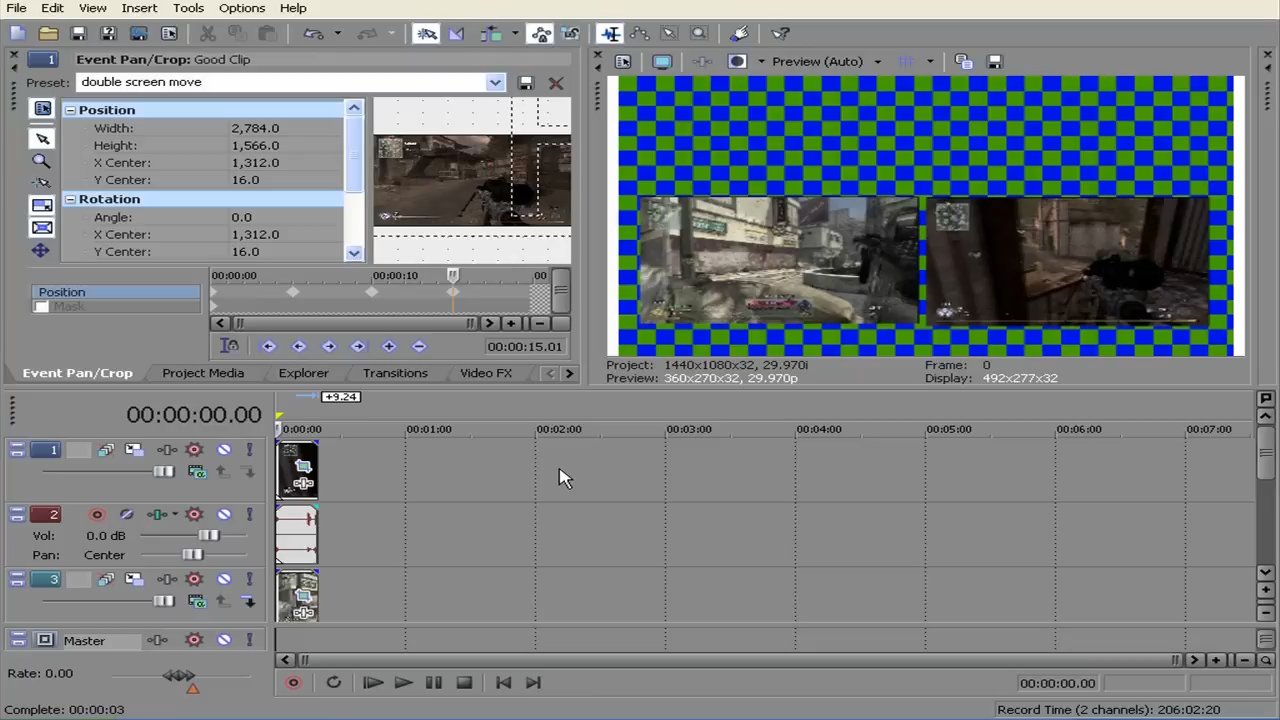 File Edit View Insert Tools Options Help
1 Event Pan/Crop: Good Clip
Preset: double screen move
Preview (Auto)
Position
Width: 2,784.0
Height: 1,566.0
X Center: 1,312.0
Y Center: 16.0
Rotation
Angle: 0.0
X Center: 1,312.0
Y Center: 16.0
00:00:00 00:00:10 00
Position
Mask
00:00:15.01
Event Pan/Crop Project Media Explorer Transitions Video FX
Project: 1440x1080x32, 29.970i Frame: 0
Preview: 360x270x32, 29.970p Display: 492x277x32
+9.24
00:00:00.00
00:00:00 00:01:00 00:02:00 00:03:00 00:04:00 00:05:00 00:06:00 00:07:00
1
2
Vol: 0.0 dB
Pan: Center
3
Master
Rate: 0.00
00:00:00.00
Complete: 00:00:03 Record Time (2 channels): 206:02:20